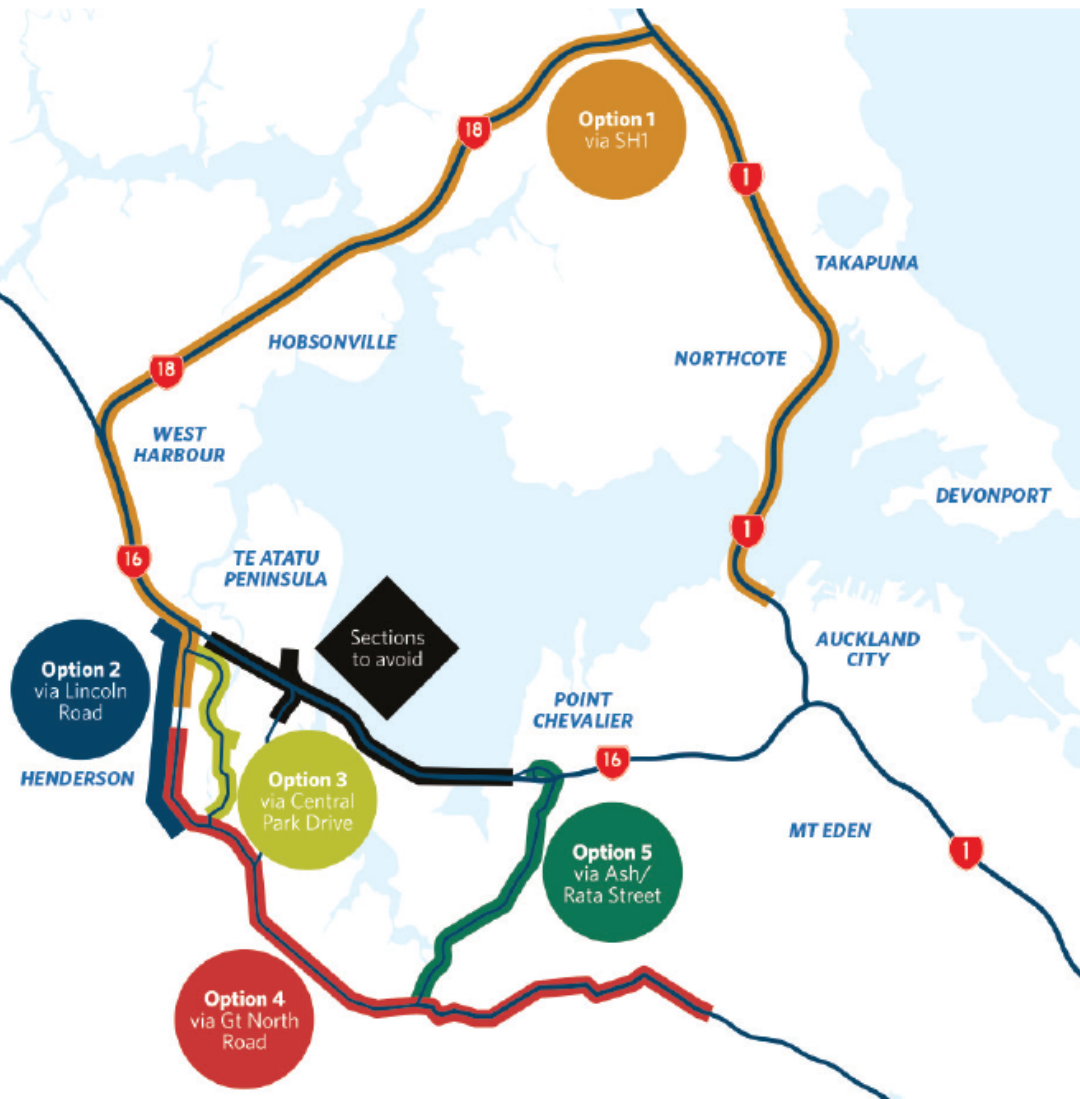 Option 1
via SH1
18
1
TAKAPUNA
HOBSONVILLE
NORTHCOTE
18
WEST
HARBOUR
DEVONPORT
1
16
TE ATATU
PENINSULA
Sections
to avoid
AUCKLAND
CITY
Option 2
via Lincoln
Road
POINT
CHEVALIER
16
HENDERSON
Option 3
via Central
Park Drive
MT EDEN
1
Option 5
via Ash/
Rata Street
Option 4
via Gt North
Road